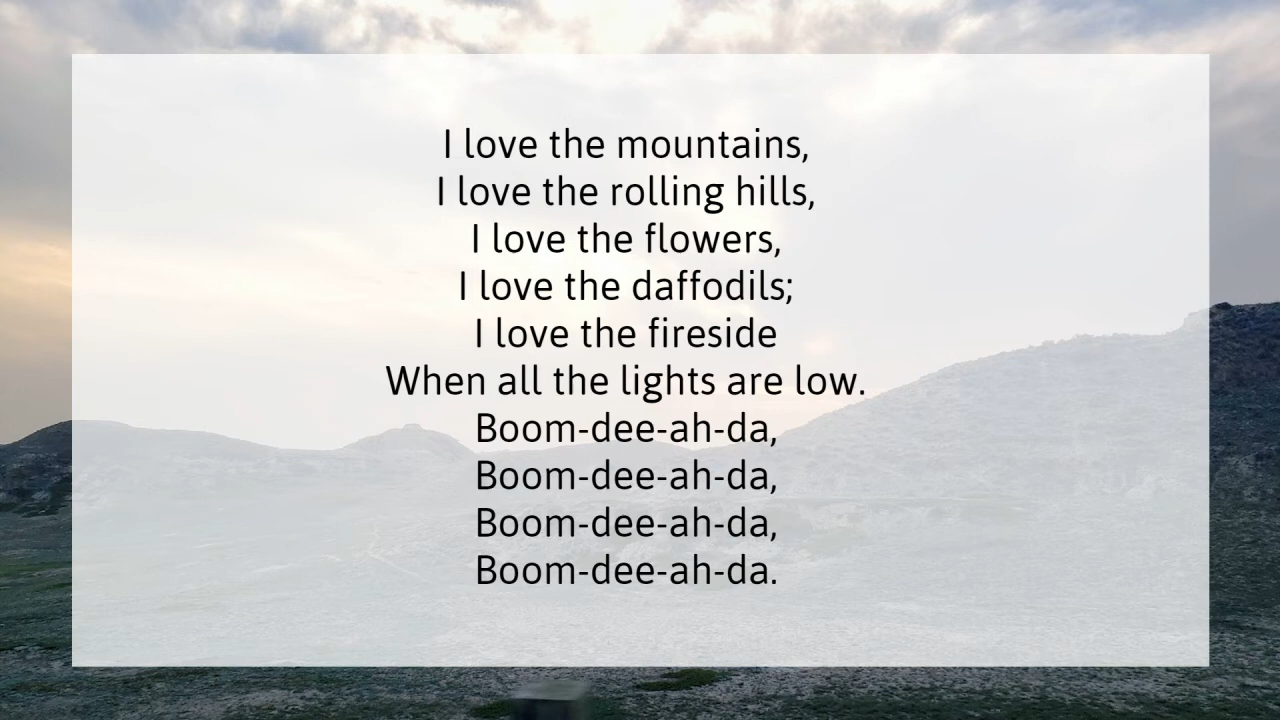 I love the mountains,
I love the rolling hills,
I love the flowers,
I love the daffodils;
I love the fireside
When all the lights are low.
Boom-dee-ah-da,
Boom-dee-ah-da,
Boom-dee-ah-da,
Boom-dee-ah-da.